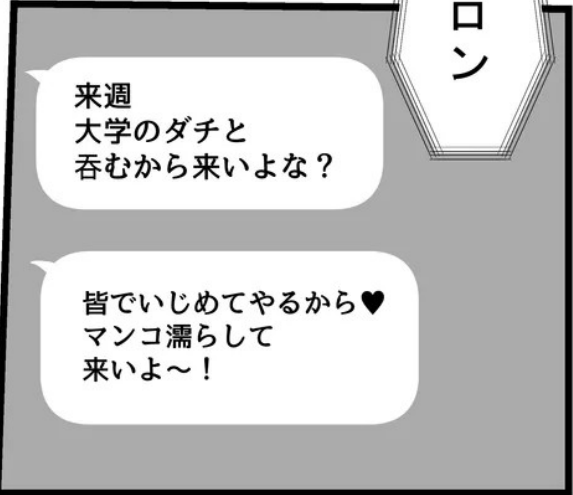 ロン
来週
大学のダチと
呑むから来いよな？
皆でいじめてやるから♥
マンコ濡らして
来いよ～！